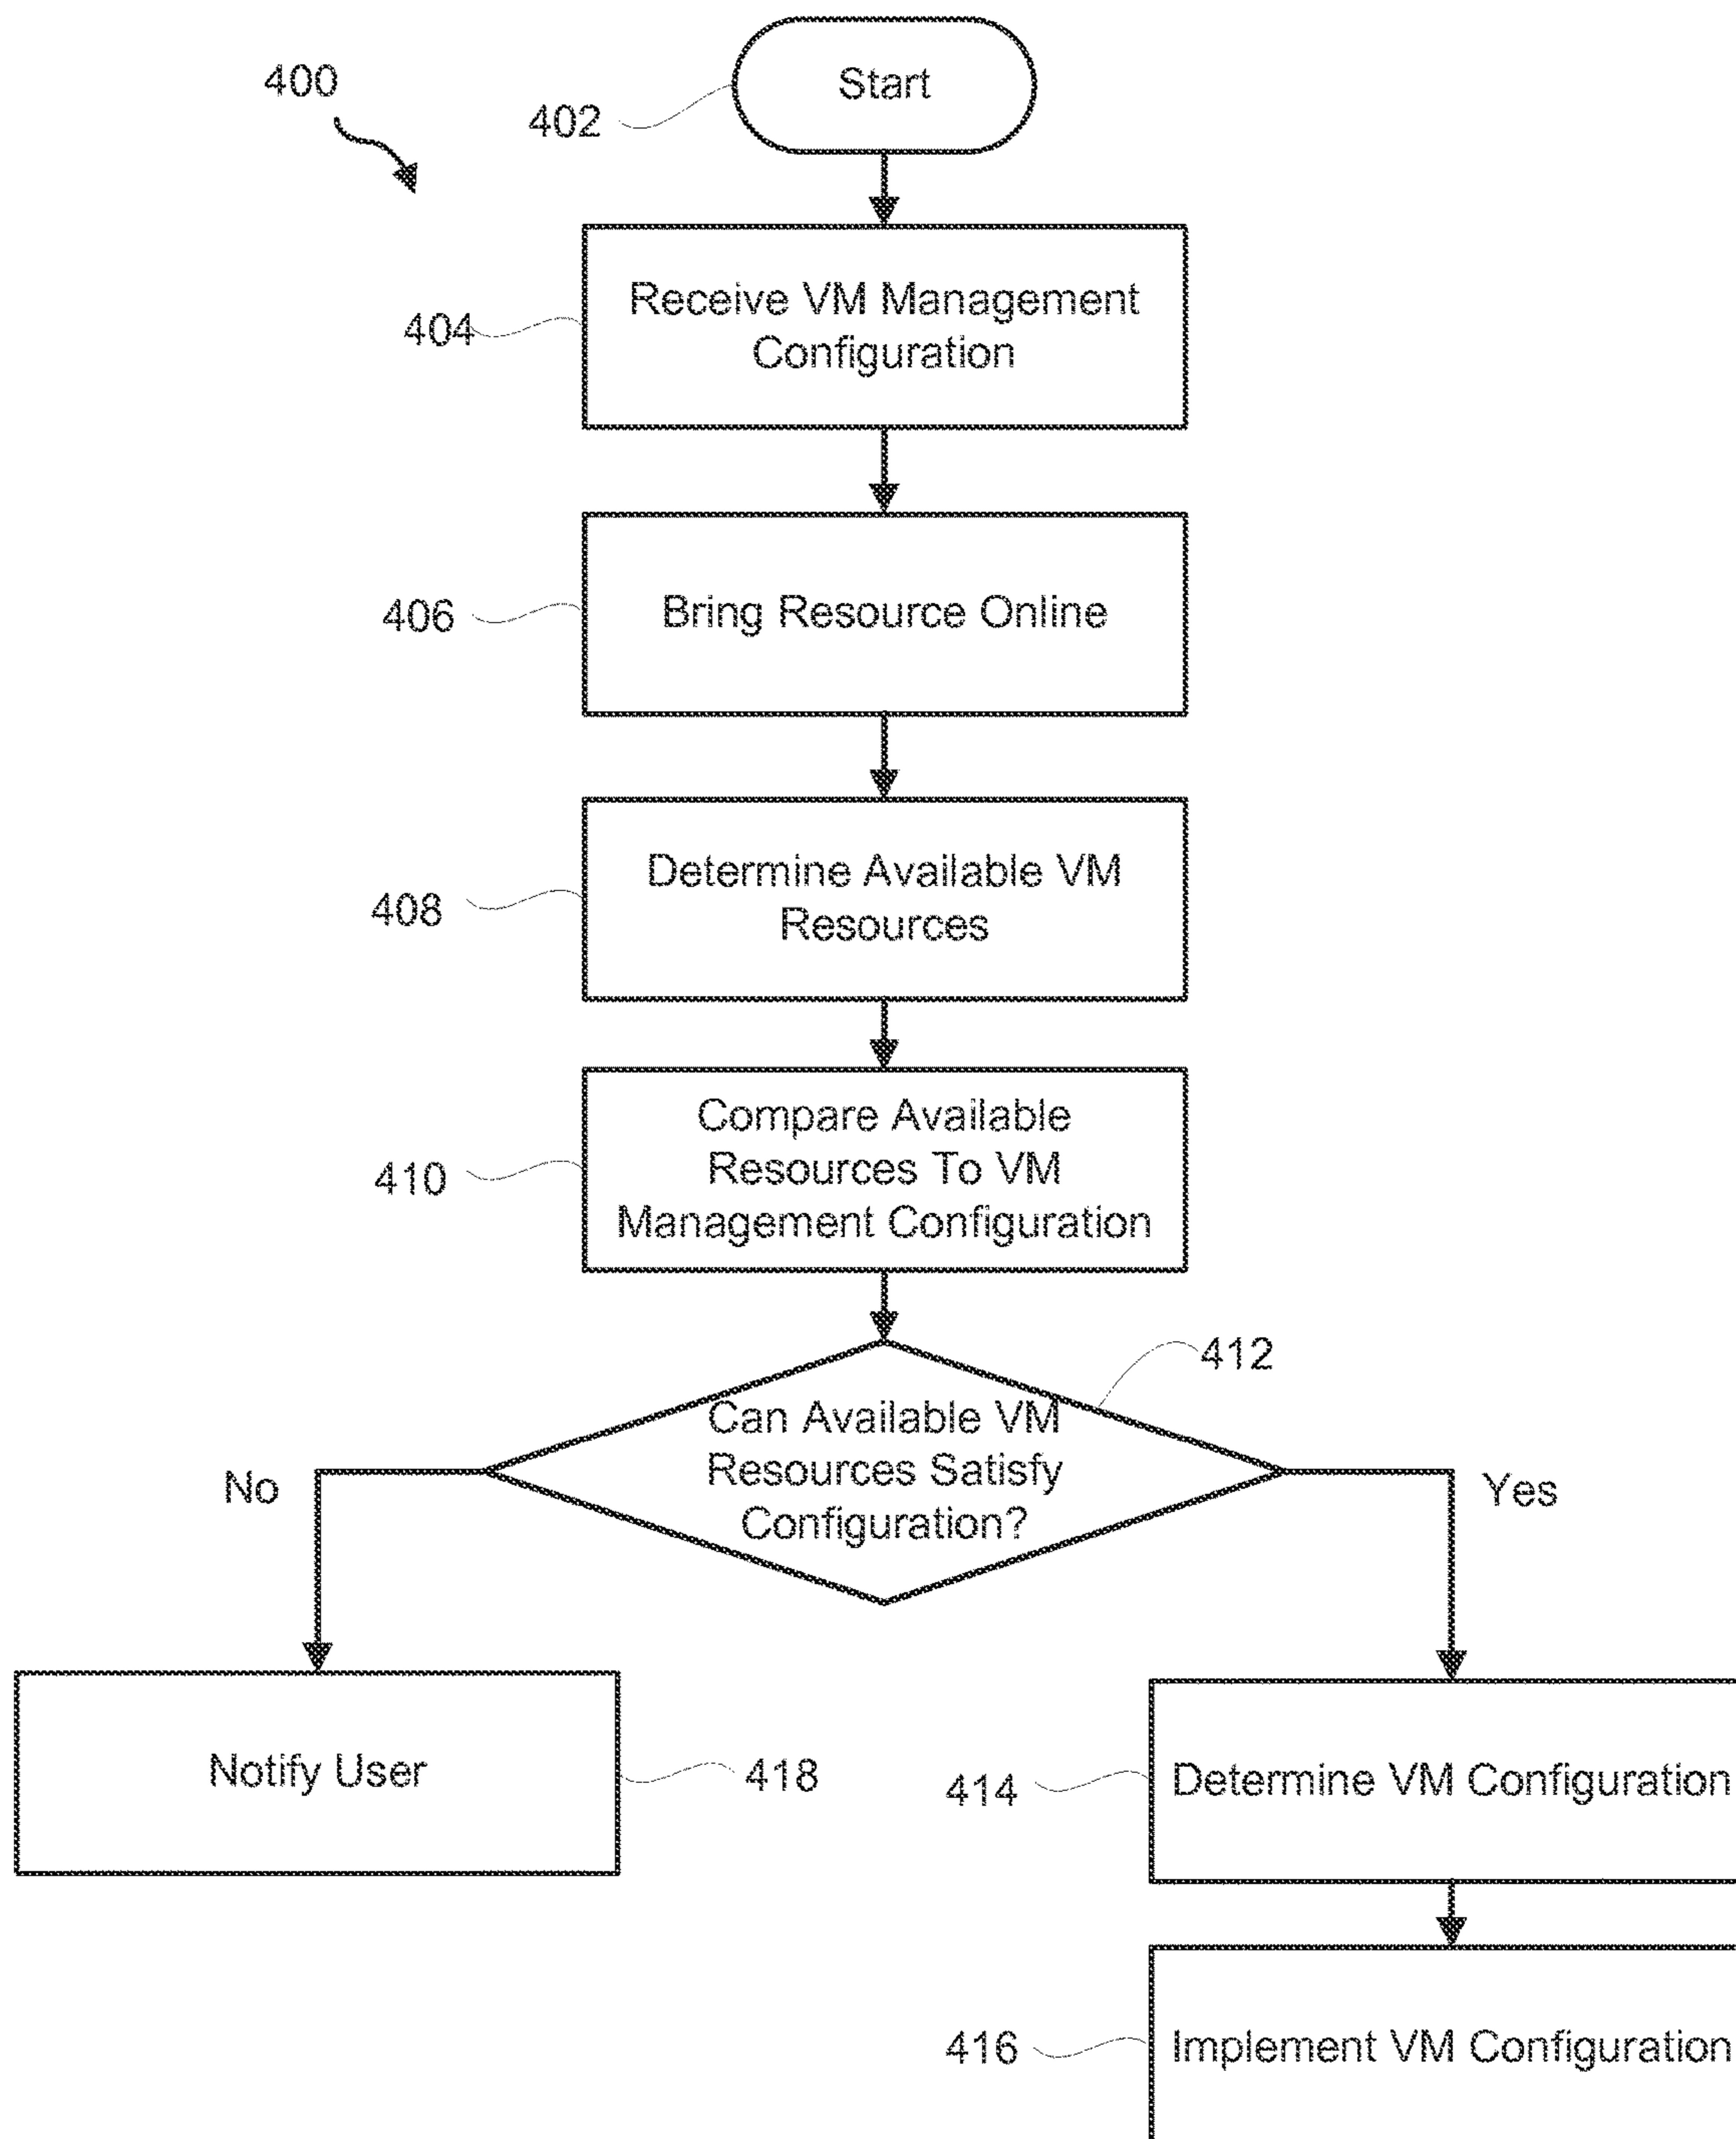 400
Start
402
Receive VM Management
Configuration
404
Bring Resource Online
406
Determine Available VM
Resources
408
Compare Available
Resources To VM
Management Configuration
410
412
Can Available VM
Resources Satisfy
Configuration?
No
Yes
Notify User
418
414
Determine VM Configuration
416
Implement VM Configuration